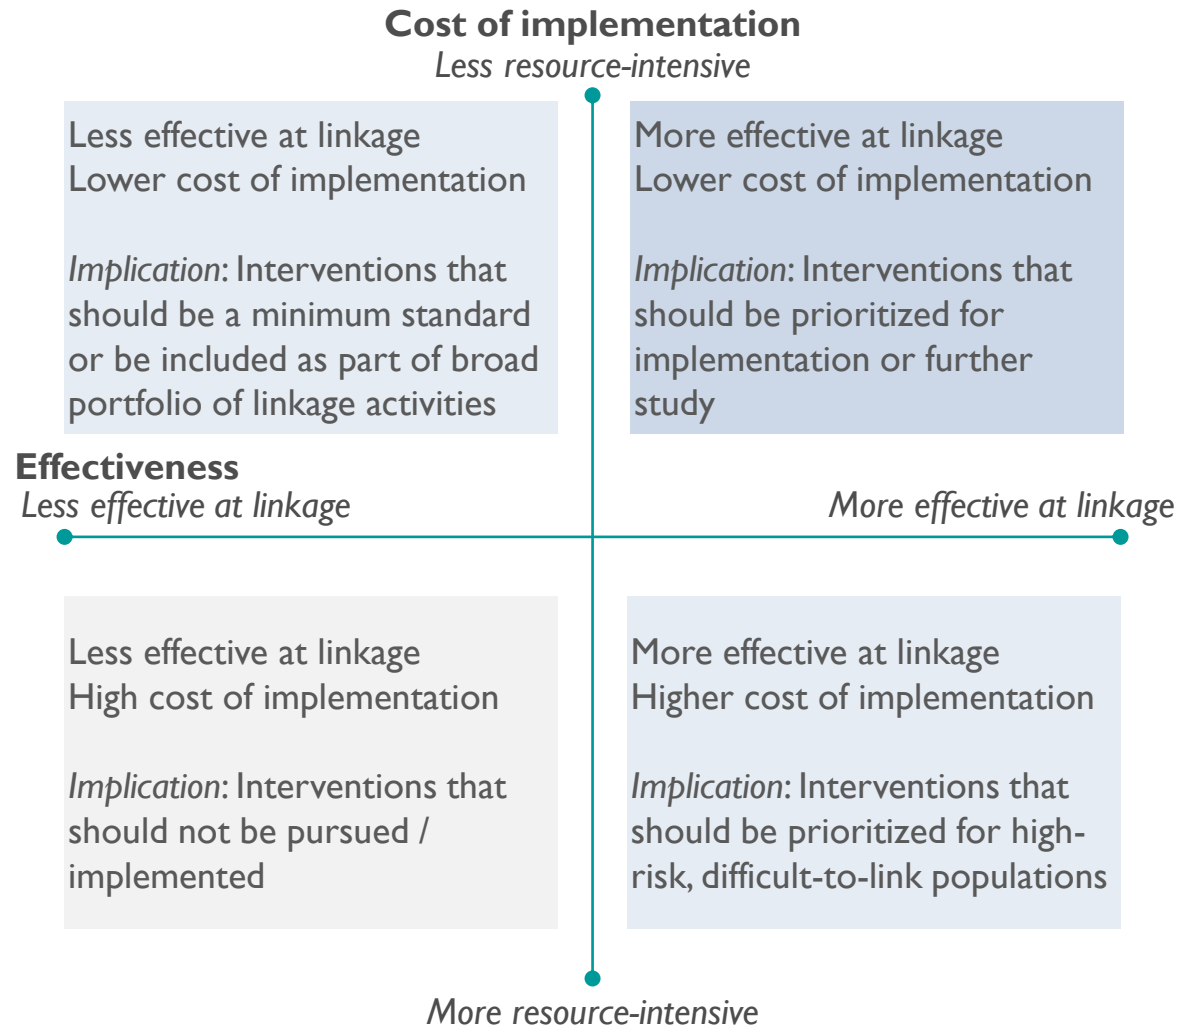 Cost of implementation
Less resource-intensive
Less effective at linkage
Lower cost of implementation
Implication: Interventions that
should be a minimum standard
or be included as part of broad
portfolio of linkage activities
More effective at linkage
Lower cost of implementation
Implication: Interventions that
should be prioritized for
implementation or further
study
Effectiveness
Less effective at linkage
More effective at linkage
Less effective at linkage
High cost of implementation
Implication: Interventions that
should not be pursued /
implemented
More effective at linkage
Higher cost of implementation
Implication: Interventions that
should be prioritized for high-
risk, difficult-to-link populations
More resource-intensive